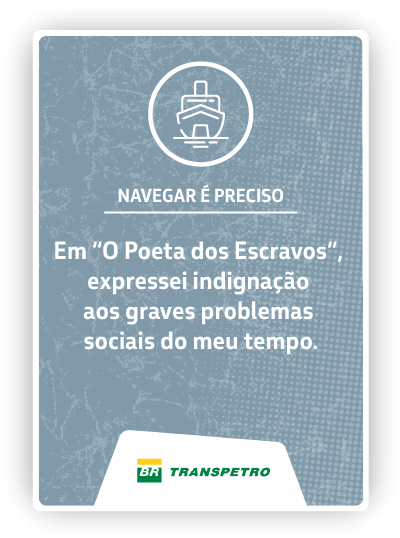 NAVEGAR É PRECISO
Em “O Poeta dos Escravos”,
expressei indignação
aos graves problemas
sociais do meu tempo.
BR TRANSPETRO